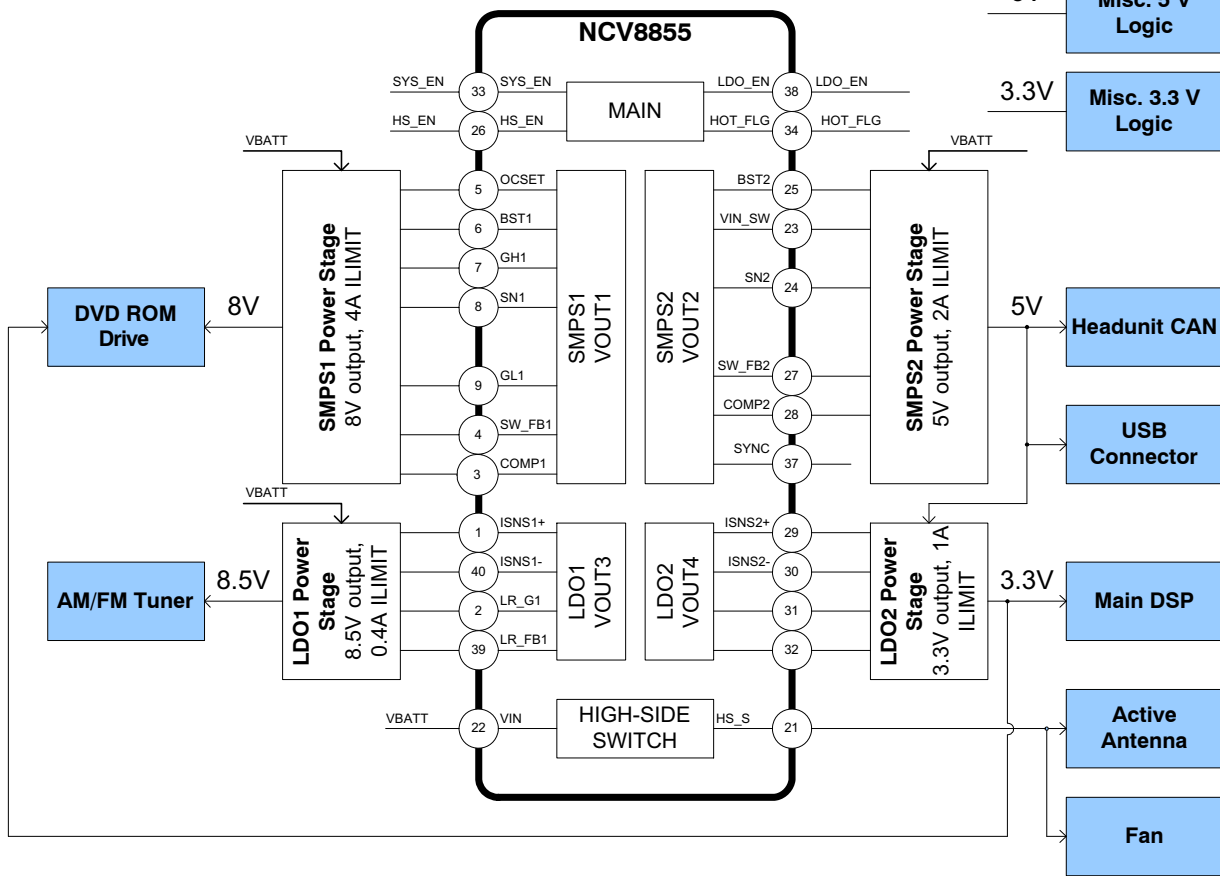 NCV8855
Misc. 5 V
Logic
3.3V
Misc. 3.3 V
Logic
SYS_EN
33
SYS_EN
MAIN
LDO_EN
38
LDO_EN
HS_EN
26
HS_EN
HOT_FLG
34
HOT_FLG
VBATT
VBATT
SMPS1 Power Stage
8V output, 4A ILIMIT
5
OCSET
6
BST1
7
GH1
8
SN1
9
GL1
4
SW_FB1
3
COMP1
SMPS1
VOUT1
SMPS2
VOUT2
BST2
25
VIN_SW
23
SN2
24
SW_FB2
27
COMP2
28
SYNC
37
SMPS2 Power Stage
5V output, 2A ILIMIT
DVD ROM
Drive
8V
5V
Headunit CAN
USB
Connector
VBATT
LDO1 Power
Stage
8.5V output,
0.4A ILIMIT
1
ISNS1+
40
ISNS1-
2
LR_G1
39
LR_FB1
LDO1
VOUT3
LDO2
VOUT4
ISNS2+
29
ISNS2-
30
31
32
LDO2 Power
Stage
3.3V output, 1A
ILIMIT
AM/FM Tuner
8.5V
3.3V
Main DSP
VBATT
22
VIN
HIGH-SIDE
SWITCH
HS_S
21
Active
Antenna
Fan